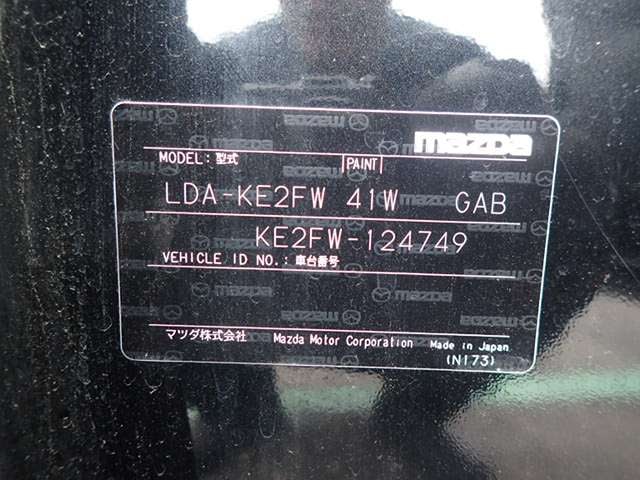 mazda
MODEL: 型式 PAINT
LDA-KE2FW 41W GAB
KE2FW-124749
VEHICLE ID NO.: 車台番号
マツダ株式会社 Mazda Motor Corporation Made in Japan
(N173)